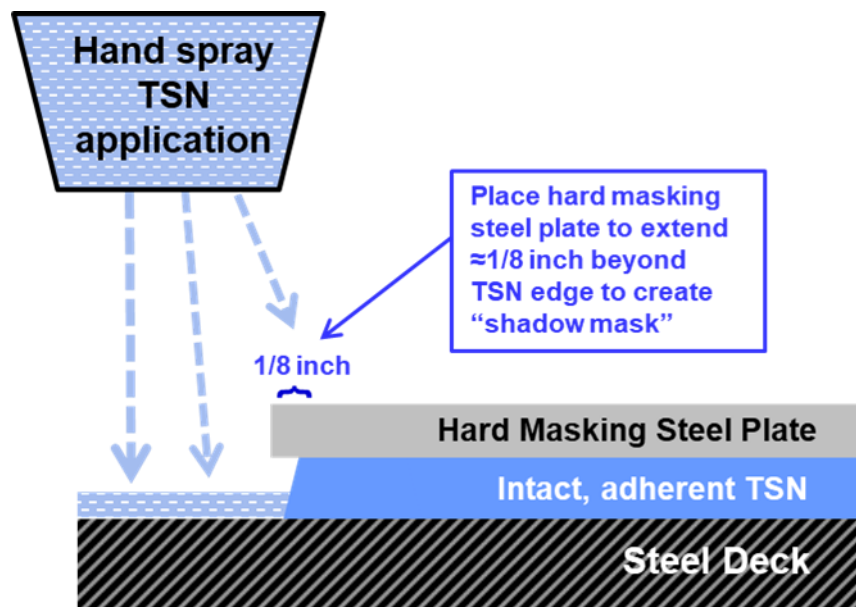 Hand spray
TSN
application
Place hard masking
steel plate to extend
≈1/8 inch beyond
TSN edge to create
“shadow mask”
1/8 inch
Hard Masking Steel Plate
Intact, adherent TSN
Steel Deck